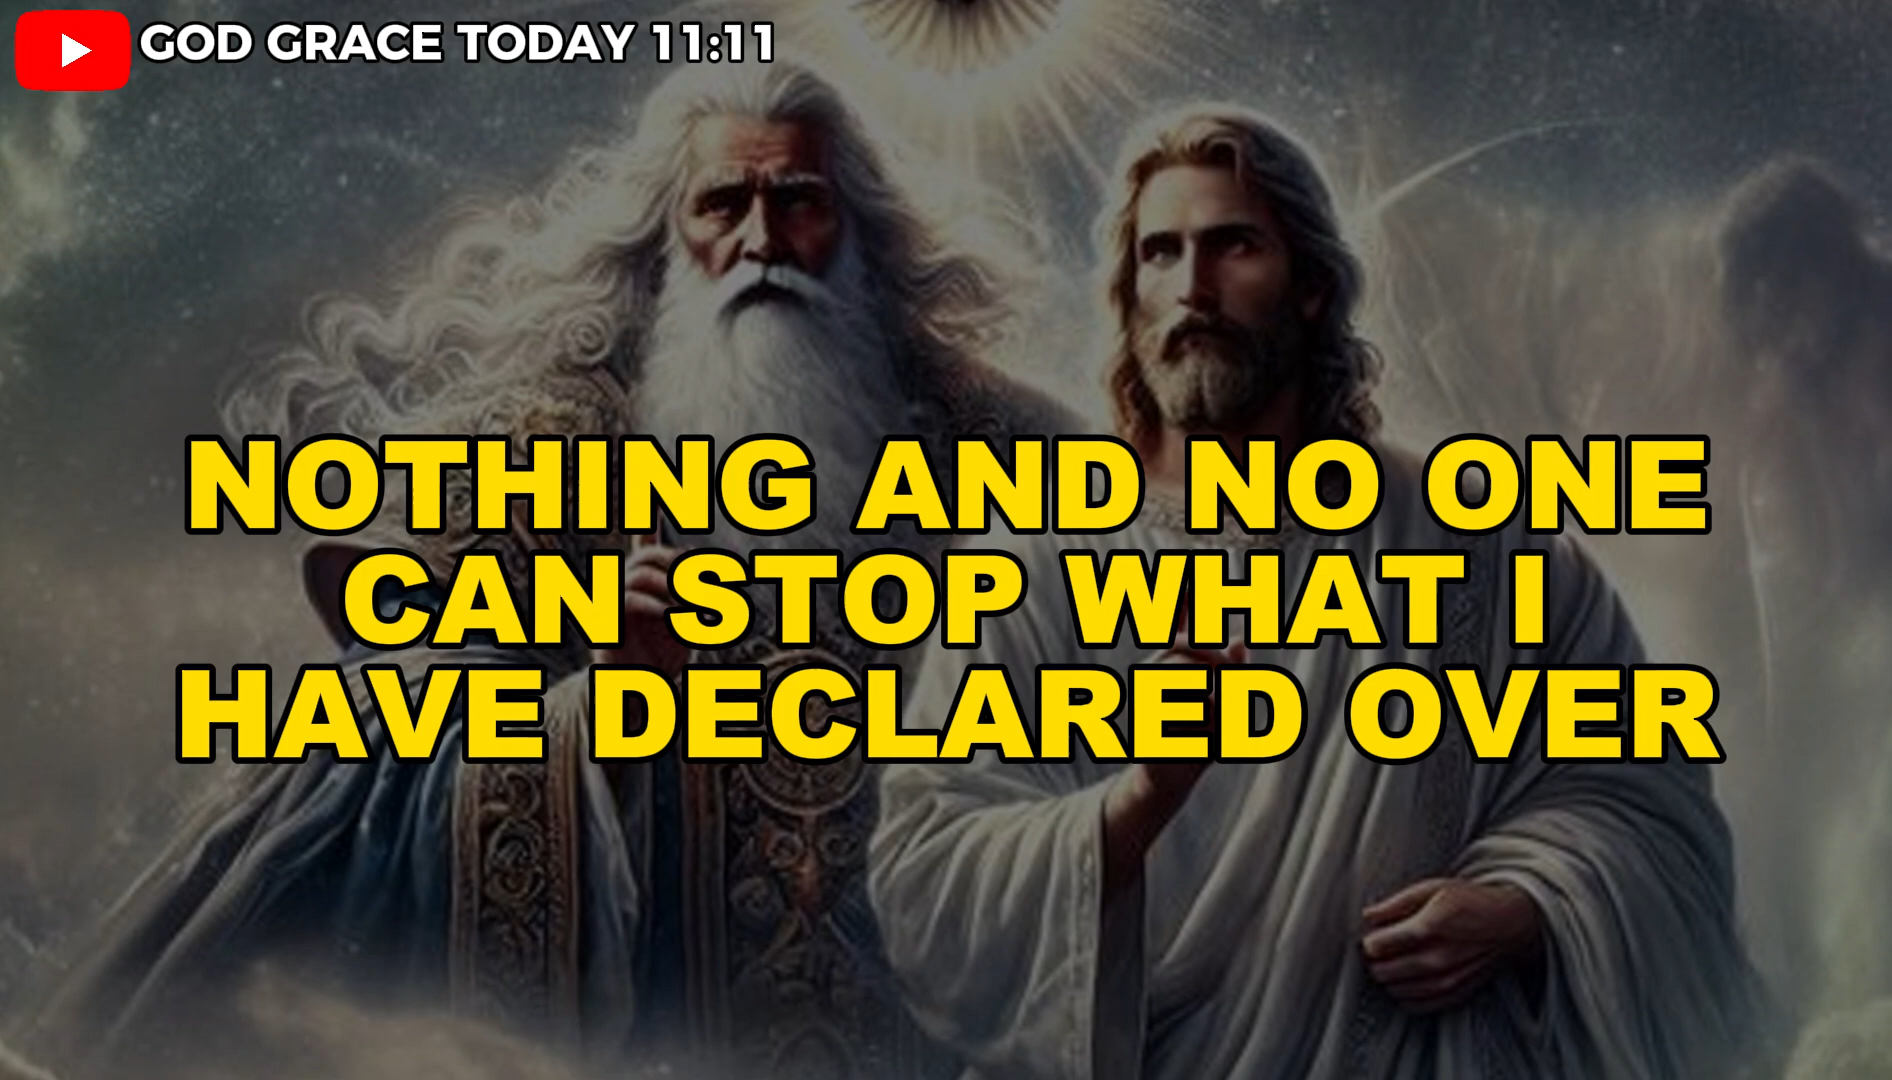 GOD GRACE TODAY 11:11
NOTHING AND NO ONE
CAN STOP WHAT I
HAVE DECLARED OVER